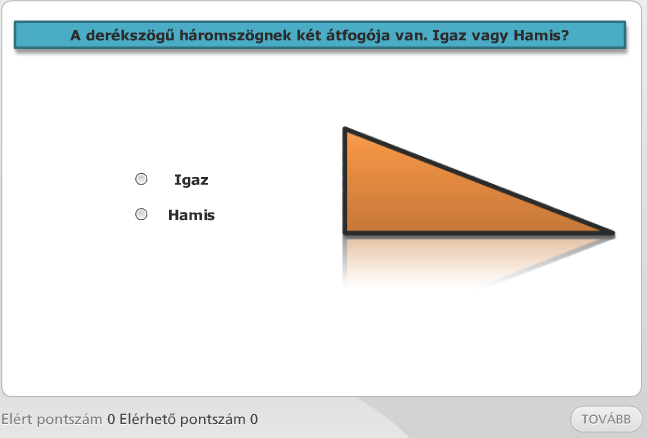 A derékszögű háromszögnek két átfogója van. Igaz vagy Hamis?
Igaz
Hamis
Elért pontszám 0 Elérhető pontszám 0
TOVÁBB